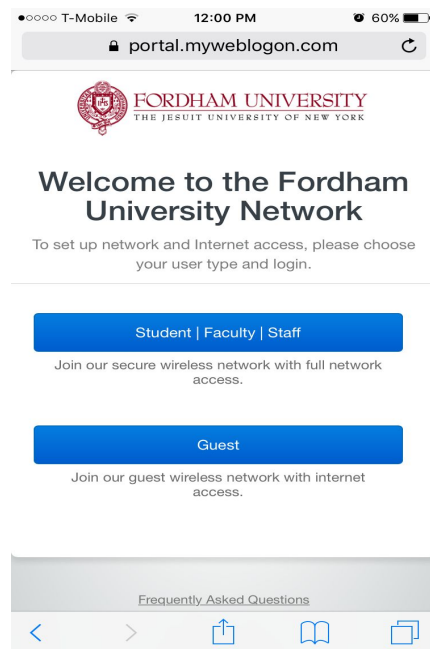 T-Mobile 12:00 PM 60%
portal.myweblogon.com
FORDHAM UNIVERSITY
THE JESUIT UNIVERSITY OF NEW YORK
Welcome to the Fordham
University Network
To set up network and Internet access, please choose
your user type and login.
Student | Faculty | Staff
Join our secure wireless network with full network
access.
Guest
Join our guest wireless network with internet
access.
Frequently Asked Questions